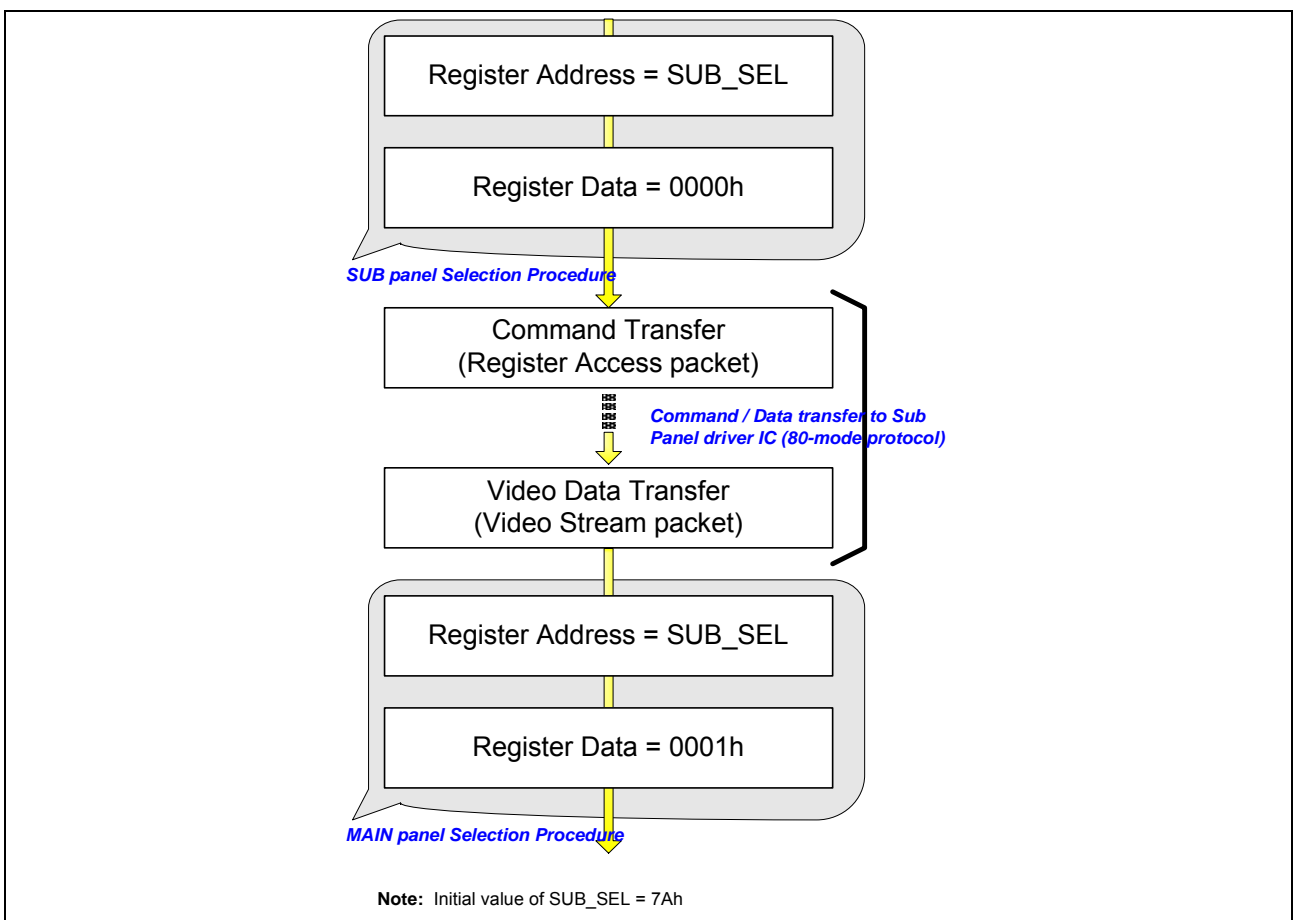 Register Address = SUB_SEL
Register Data = 0000h
SUB panel Selection Procedure
Command Transfer
(Register Access packet)
Command / Data transfer to Sub
Panel driver IC (80-mode protocol)
Video Data Transfer
(Video Stream packet)
Register Address = SUB_SEL
Register Data = 0001h
MAIN panel Selection Procedure
Note: Initial value of SUB_SEL = 7Ah